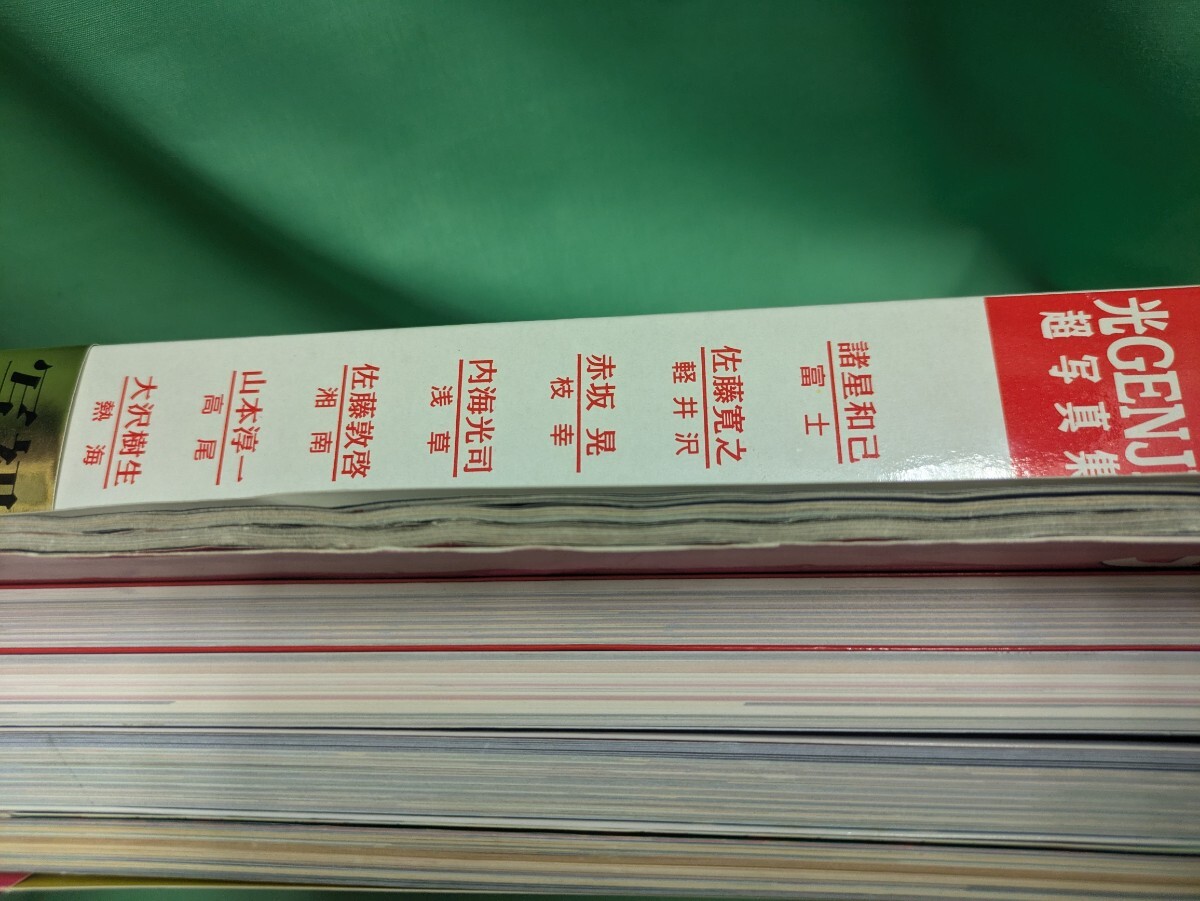 光GENJI
超写真集
諸星和己
富士
佐藤寛之
軽井沢
赤坂 晃
枝幸
内海光司
浅草
佐藤敦啓
湘南
山本淳一
高尾
大沢樹生
熱海